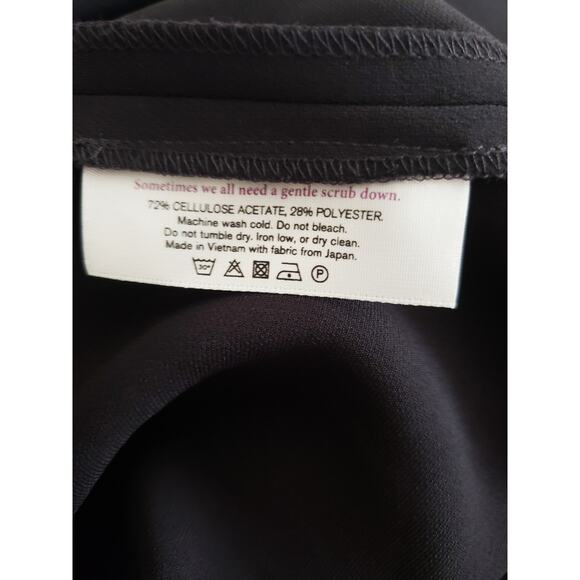 Sometimes we all need a gentle scrub down.
72% CELLULOSE ACETATE, 28% POLYESTER.
Machine wash cold. Do not bleach.
Do not tumble dry. Iron low, or dry clean.
Made in Vietnam with fabric from Japan.
30° P